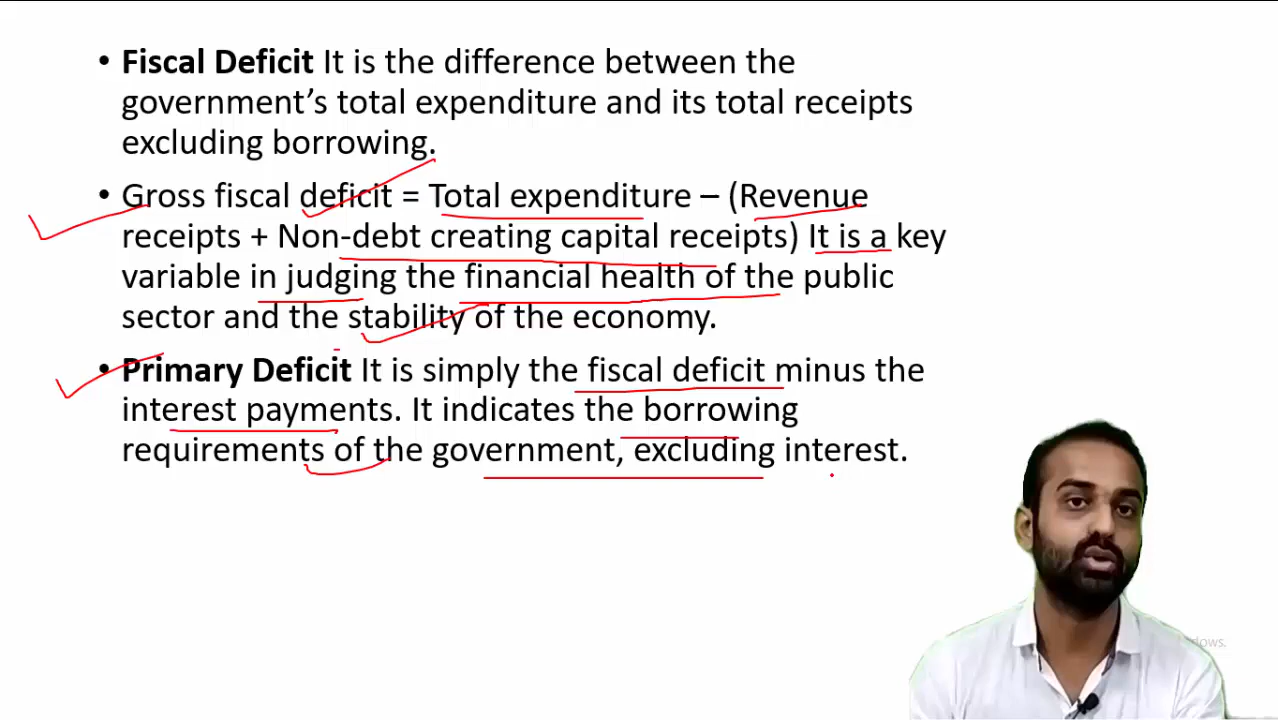 • Fiscal Deficit It is the difference between the
government’s total expenditure and its total receipts
excluding borrowing.
• Gross fiscal deficit = Total expenditure – (Revenue
receipts + Non-debt creating capital receipts) It is a key
variable in judging the financial health of the public
sector and the stability of the economy.
• Primary Deficit It is simply the fiscal deficit minus the
interest payments. It indicates the borrowing
requirements of the government, excluding interest.
dows.